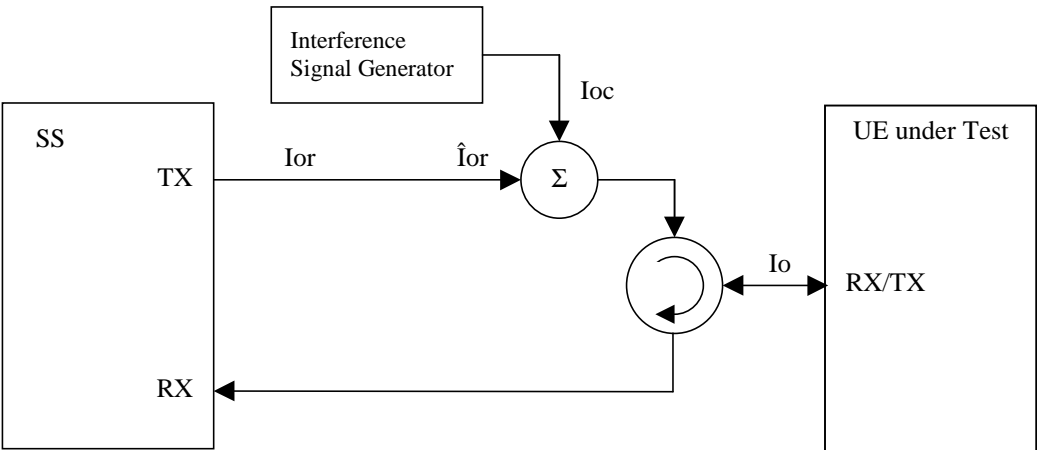 Interference
Signal Generator
Ioc
SS
UE under Test
TX
Ior
Îor
Σ
Io
RX/TX
RX